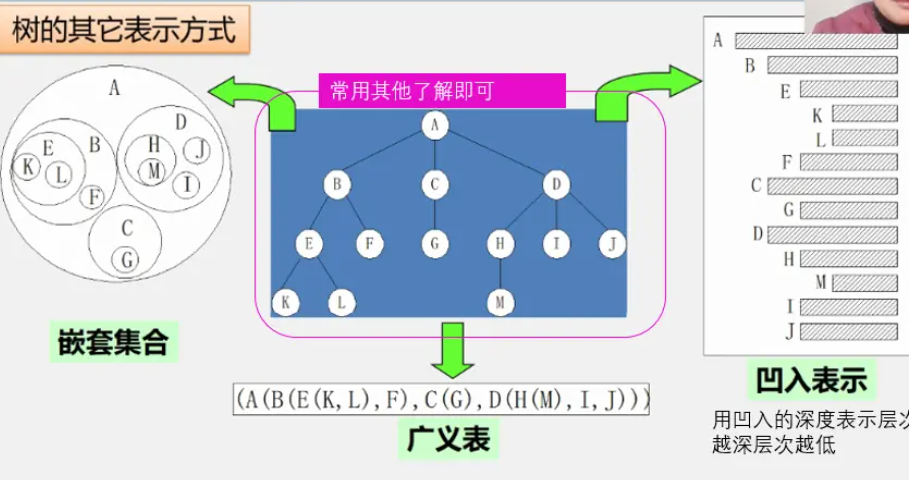 树的其它表示方式
常用其他了解即可
A
D
H
J
E
B
K
L
M
I
F
C
G
嵌套集合
A
B
C
D
E
F
G
H
I
J
K
L
M
(A(B(E(K,L),F),C(G),D(H(M),I,J)))
广义表
A
B
E
K
L
F
C
G
D
H
M
I
J
凹入表示
用凹入的深度表示层次
越深层次越低